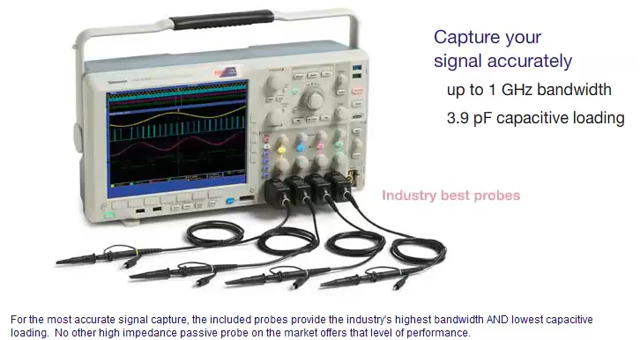 Capture your
signal accurately
up to 1 GHz bandwidth
3.9 pF capacitive loading
Tektronix
Industry best probes
For the most accurate signal capture, the included probes provide the industry's highest bandwidth AND lowest capacitive
loading. No other high impedance passive probe on the market offers that level of performance.